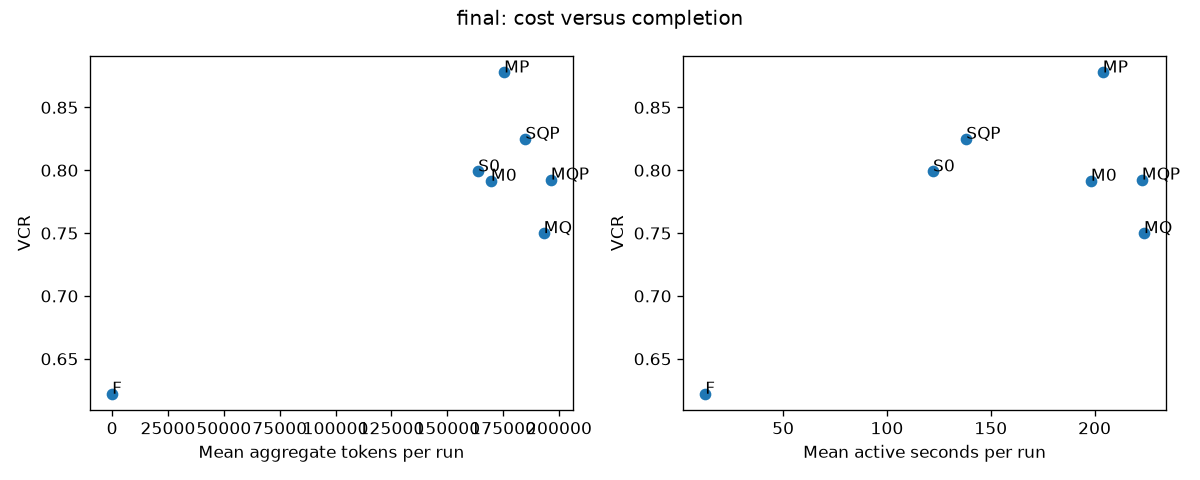 final: cost versus completion
VCR
0.85
0.80
0.75
0.70
0.65
MP
SQP
S0
M0
MQP
MQ
F
0 25000 50000 75000 100000 125000 150000 175000 200000
Mean aggregate tokens per run
VCR
0.85
0.80
0.75
0.70
0.65
MP
SQP
S0
M0
MQP
MQ
F
50 100 150 200
Mean active seconds per run